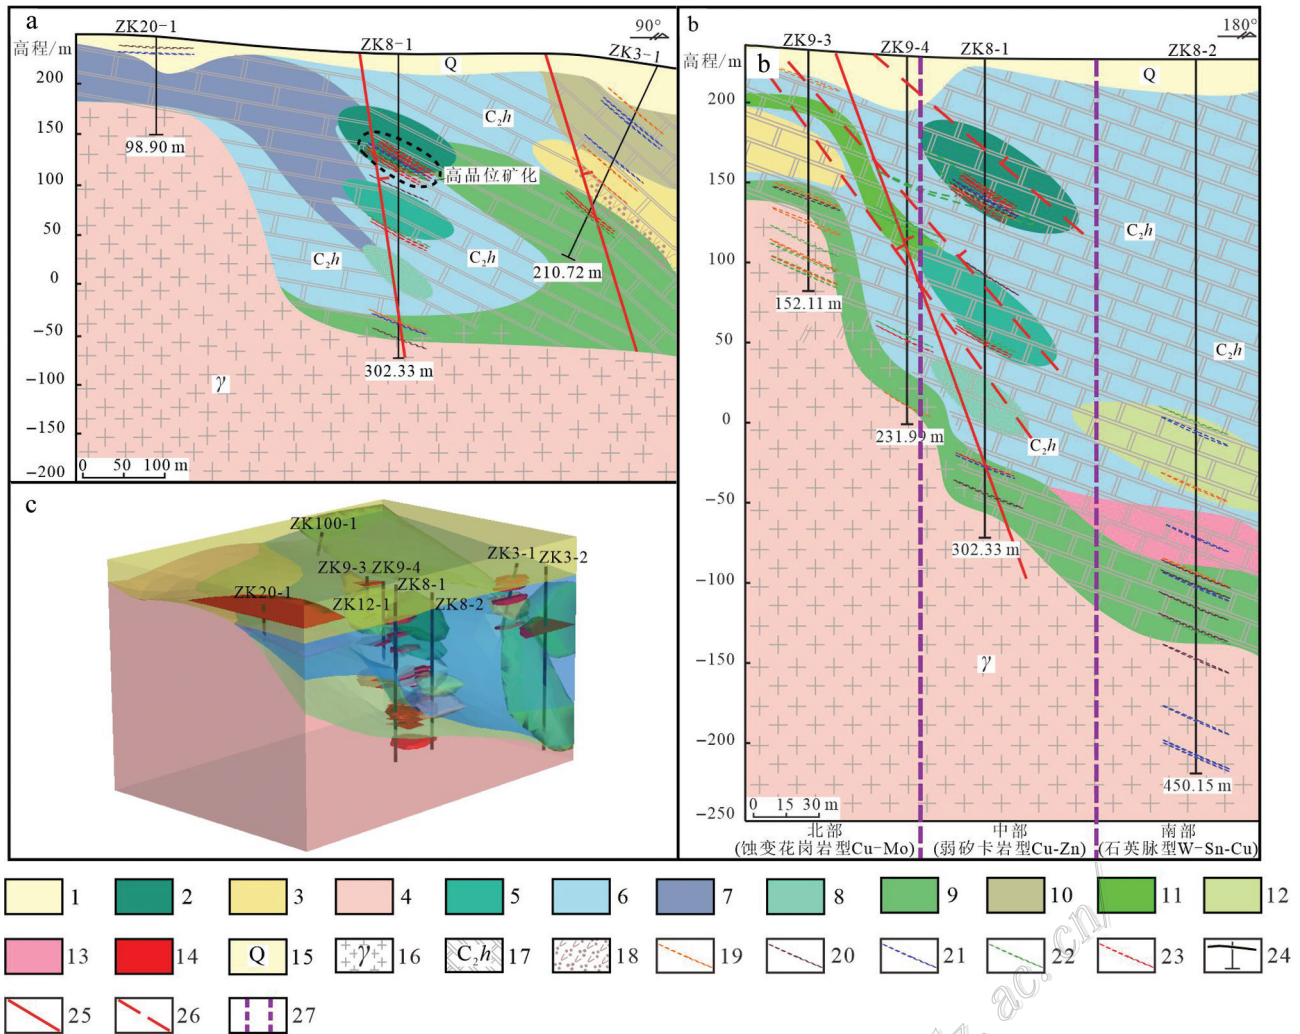 a
ZK20-1
ZK8-1
90°
ZK3-1
高程/m
Q
200
150
100
50
0
−50
−100
−150
−200
C₂h
98.90 m
高品位矿化
C₂h
C₂h
210.72 m
302.33 m
γ
0 50 100 m
b
180°
ZK9-3
ZK9-4
ZK8-1
ZK8-2
高程/m
b
Q
200
150
100
50
0
−50
−100
−150
−200
−250
C₂h
152.11 m
C₂h
231.99 m
C₂h
302.33 m
γ
450.15 m
0 15 30 m
北部
(蚀变花岗岩型Cu−Mo)
中部
(弱矽卡岩型Cu-Zn)
南部
(石英脉型W−Sn-Cu)
c
ZK100-1
ZK3-1
ZK3-2
ZK9-3
ZK9-4
ZK8-1
ZK20-1
ZK12-1
ZK8-2
1 2 3 4 5 6 7 8 9 10 11 12
13 14 Q 15 γ 16 C₂h 17 18 19 20 21 22 23 24
25 26 27
ac.cn/